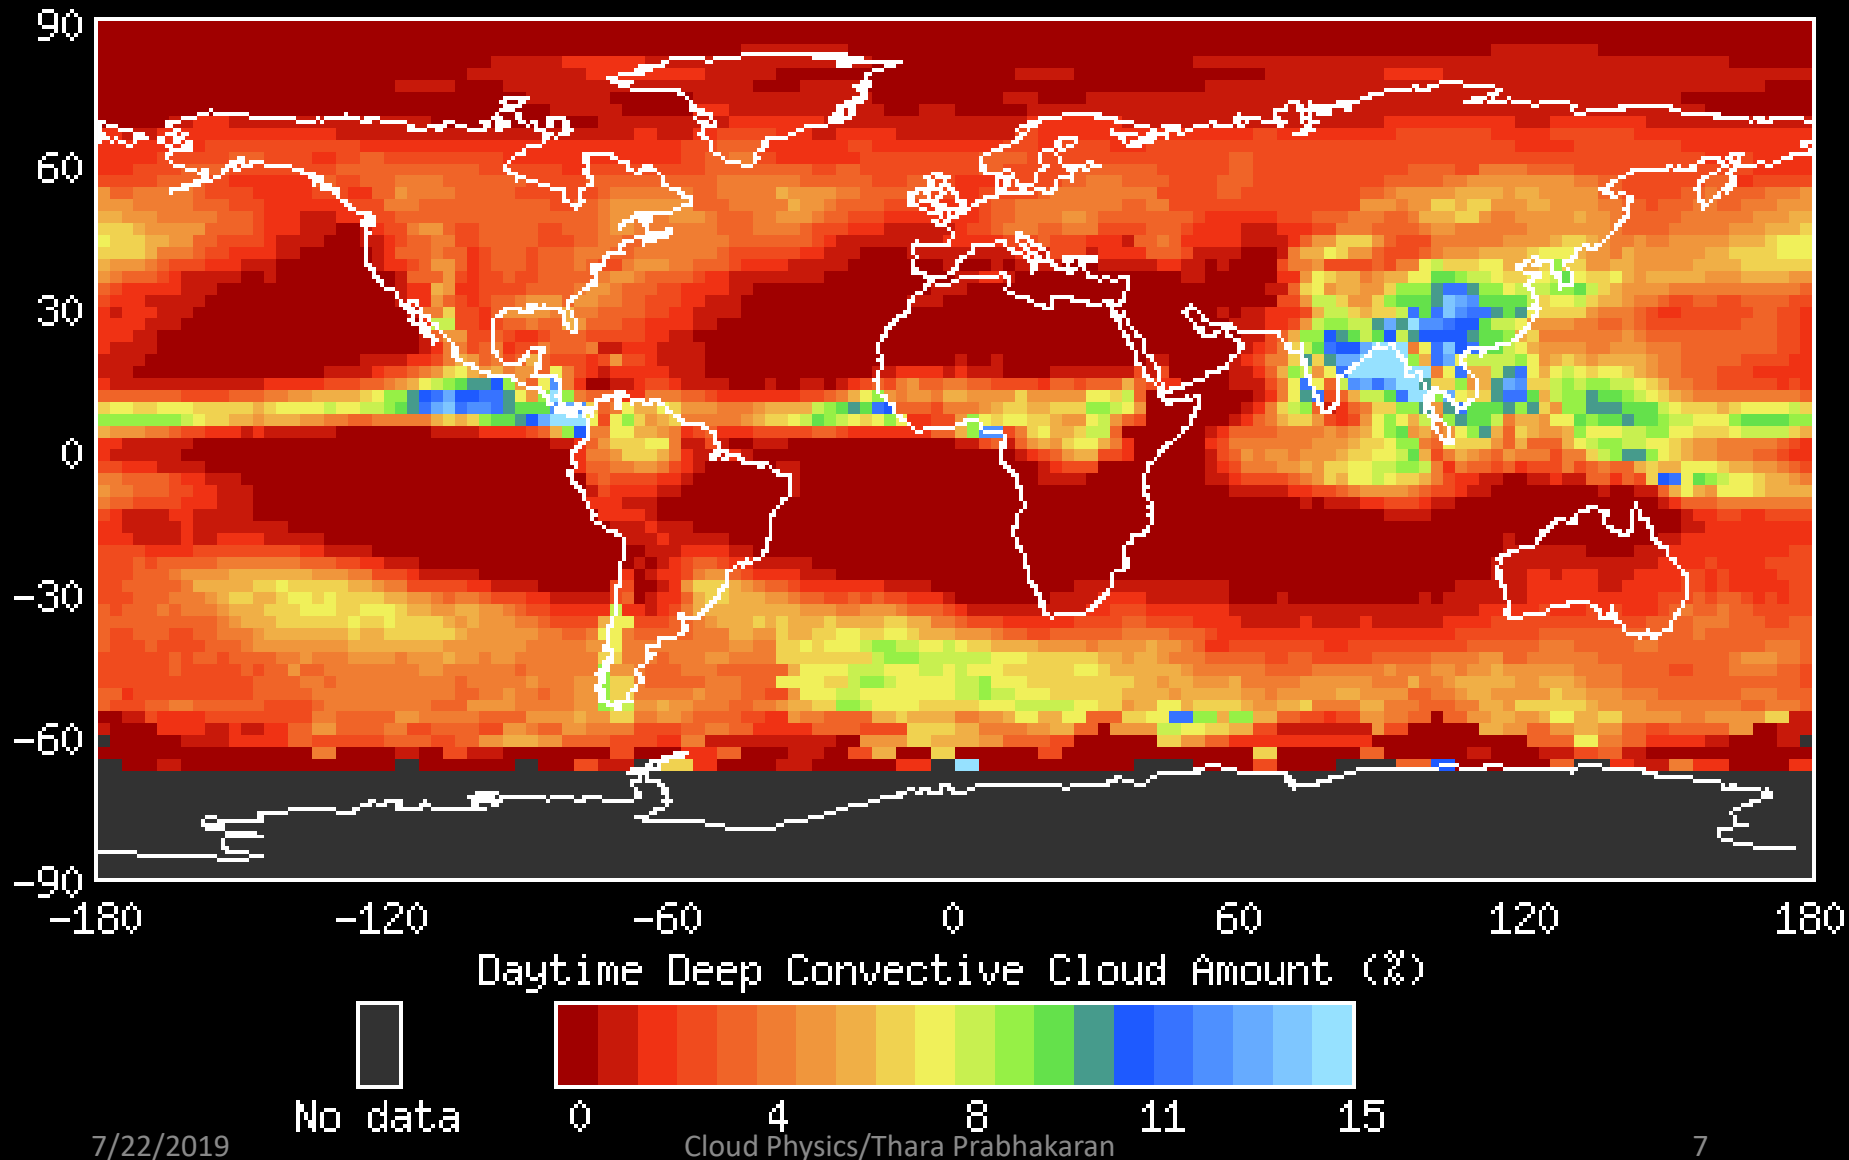 90
60
30
0
−30
−60
−90
−180 −120 −60 0 60 120 180
Daytime Deep Convective Cloud Amount (%)
No data 0 4 8 11 15
7/22/2019 Cloud Physics/Thara Prabhakaran 7